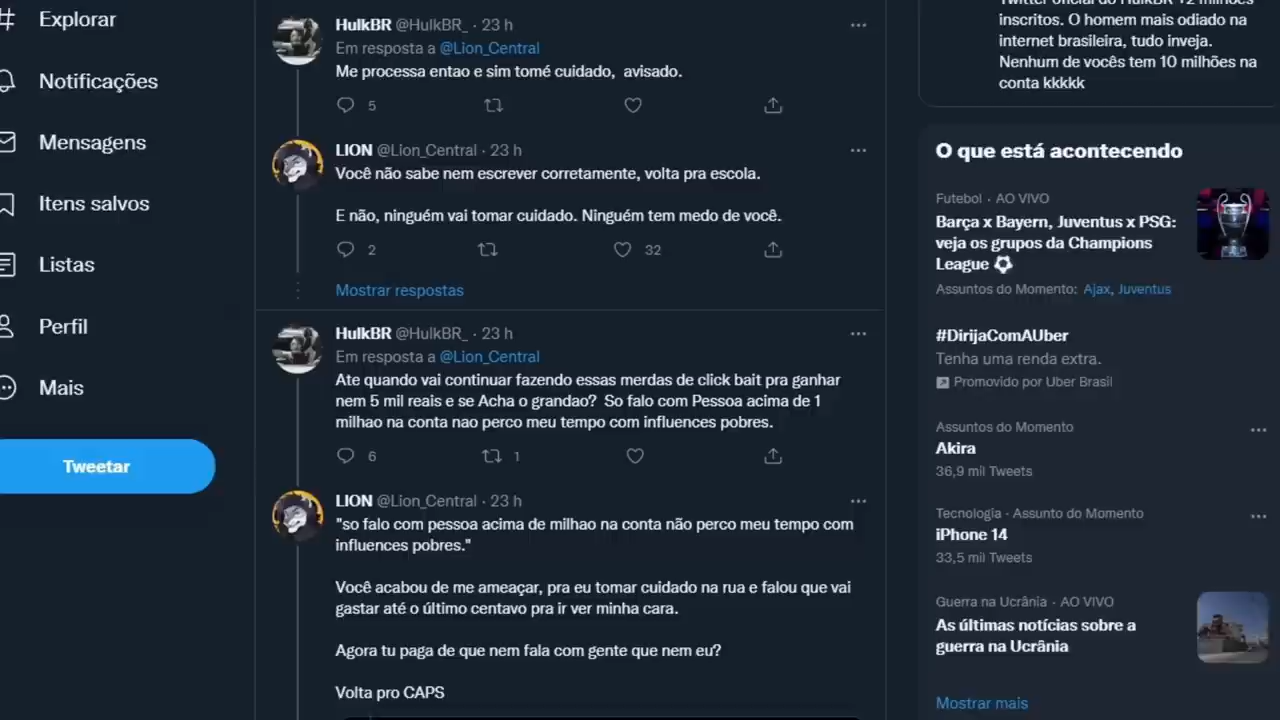 Explorar
Notificações
Mensagens
Itens salvos
Listas
Perfil
Mais
Tweetar
HulkBR @HulkBR_ · 23 h
Em resposta a @Lion_Central
Me processa entao e sim tomé cuidado, avisado.
5
LION @Lion_Central · 23 h
Você não sabe nem escrever corretamente, volta pra escola.
E não, ninguém vai tomar cuidado. Ninguém tem medo de você.
2 32
Mostrar respostas
HulkBR @HulkBR_ · 23 h
Em resposta a @Lion_Central
Ate quando vai continuar fazendo essas merdas de click bait pra ganhar
nem 5 mil reais e se Acha o grandao? So falo com Pessoa acima de 1
milhao na conta nao perco meu tempo com influences pobres.
6 1
LION @Lion_Central · 23 h
"so falo com pessoa acima de milhao na conta não perco meu tempo com
influences pobres."
Você acabou de me ameaçar, pra eu tomar cuidado na rua e falou que vai
gastar até o último centavo pra ir ver minha cara.
Agora tu paga de que nem fala com gente que nem eu?
Volta pro CAPS
Twitter oficial do HulkBR +2 milhões
inscritos. O homem mais odiado na
internet brasileira, tudo inveja.
Nenhum de vocês tem 10 milhões na
conta kkkkk
O que está acontecendo
Futebol · AO VIVO
Barça x Bayern, Juventus x PSG:
veja os grupos da Champions
League ⚽
Assuntos do Momento: Ajax, Juventus
#DirijaComAUber
Tenha uma renda extra.
Promovido por Uber Brasil
Assuntos do Momento
Akira
36,9 mil Tweets
Tecnologia · Assunto do Momento
iPhone 14
33,5 mil Tweets
Guerra na Ucrânia · AO VIVO
As últimas notícias sobre a
guerra na Ucrânia
Mostrar mais